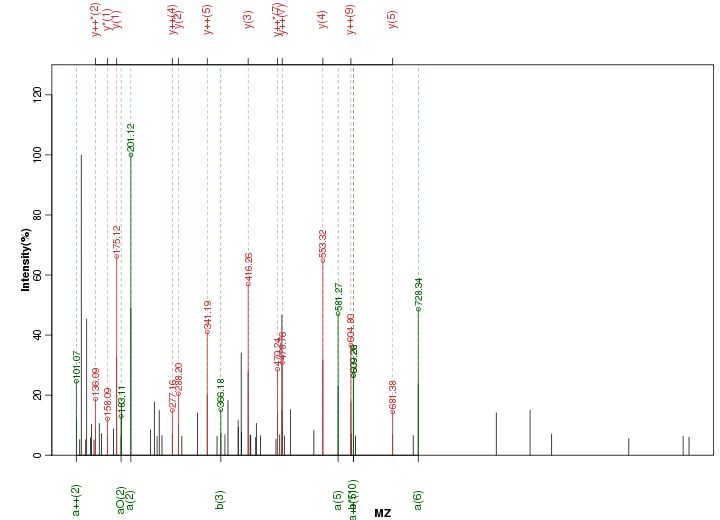 y++*(2)
y*(1)
y(1)
y++(4)
y(2)
y++(5)
y(3)
y++*(7)
y++(7)
y(4)
y++(9)
y(5)
Intensity(%)
0
20
40
60
80
100
120
101.07
136.09
158.09
175.12
183.11
201.12
277.16
288.20
341.19
366.18
416.26
470.24
478.76
553.32
581.27
604.80
609.26
681.38
728.34
a++(2)
aO(2)
a(2)
b(3)
a(5)
a(6)
MZ